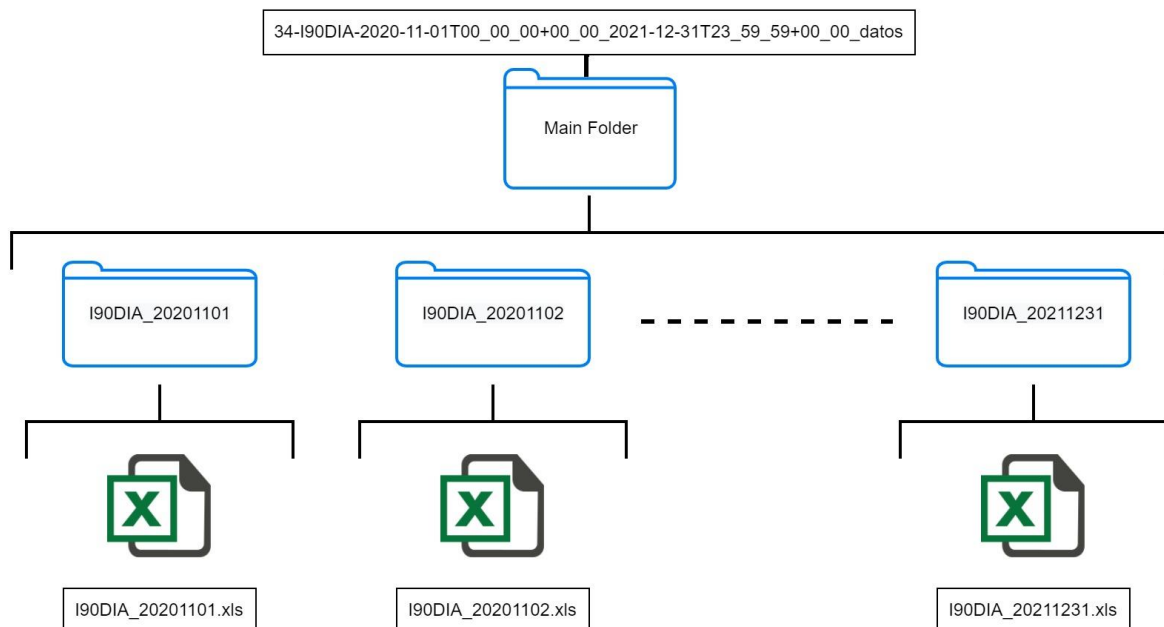 34-I90DIA-2020-11-01T00_00_00+00_00_2021-12-31T23_59_59+00_00_datos
Main Folder
I90DIA_20201101
I90DIA_20201102
I90DIA_20211231
X
X
X
I90DIA_20201101.xls
I90DIA_20201102.xls
I90DIA_20211231.xls